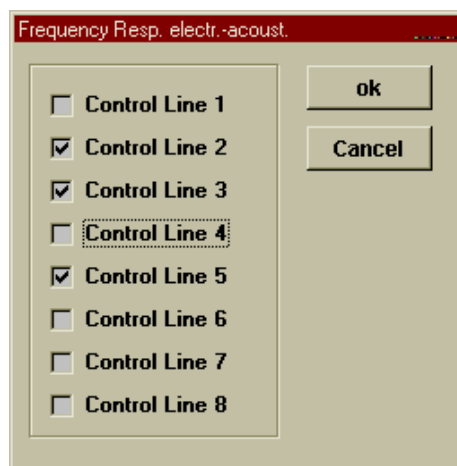 Frequency Resp. electr.-acoust.
Control Line 1
Control Line 2
Control Line 3
Control Line 4
Control Line 5
Control Line 6
Control Line 7
Control Line 8
ok
Cancel